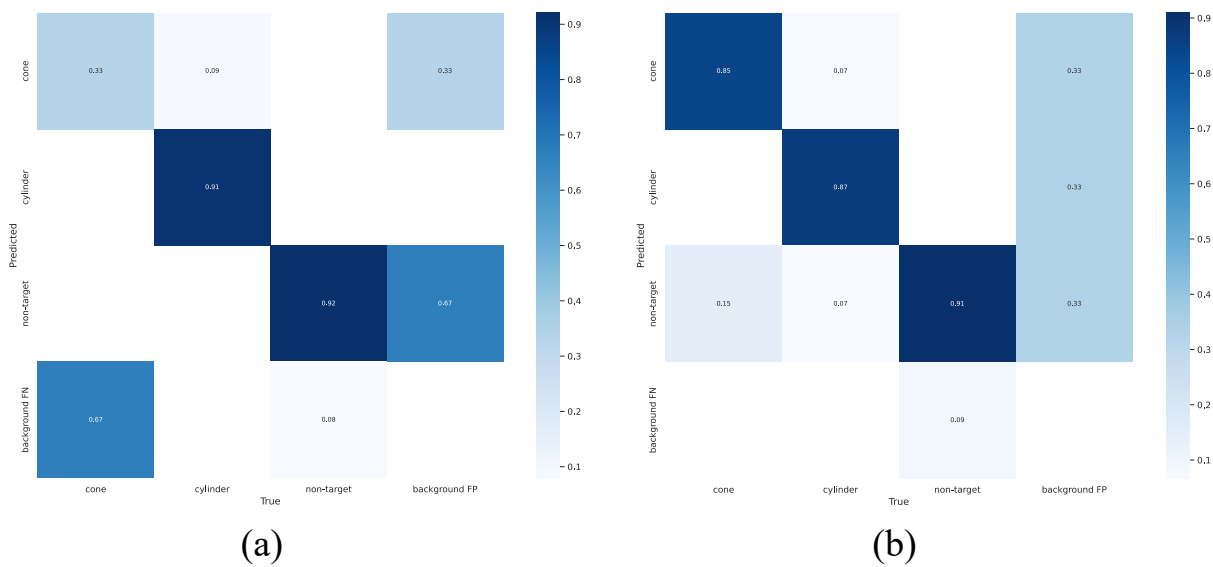 0.33
0.09
0.33
0.91
0.92
0.67
0.67
0.08
cone
cylinder
non-target
background FN
Predicted
cone
cylinder
non-target
background FP
True
0.9
0.8
0.7
0.6
0.5
0.4
0.3
0.2
0.1
(a)
0.85
0.07
0.33
0.87
0.33
0.15
0.07
0.91
0.33
0.09
cone
cylinder
non-target
background FN
Predicted
cone
cylinder
non-target
background FP
True
0.9
0.8
0.7
0.6
0.5
0.4
0.3
0.2
0.1
(b)